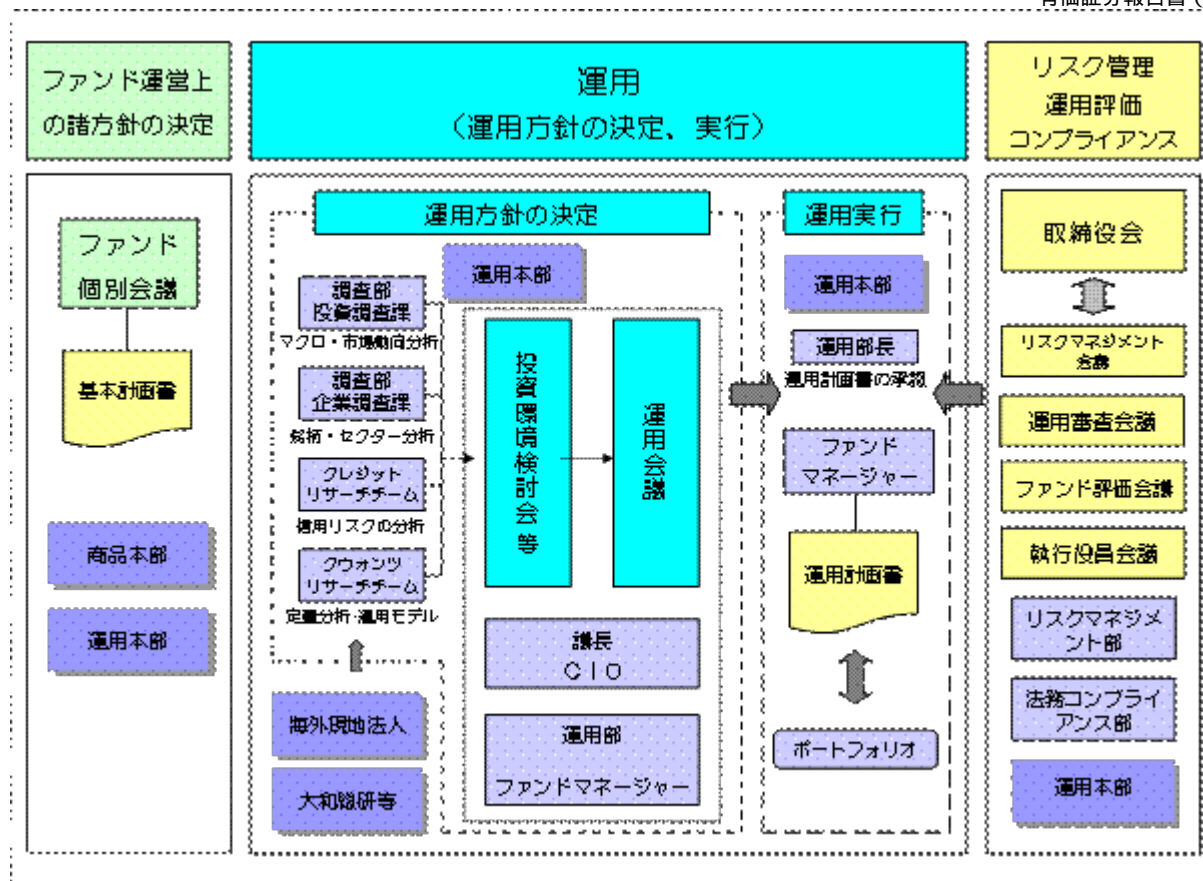 ファンド運営上
の諸方針の決定
運用
(運用方針の決定、実行)
リスク管理
運用評価
コンプライアンス
ファンド
個別会議
基本計画書
商品本部
運用本部
運用方針の決定
運用本部
調査部
投資調査課
マクロ・市場動向分析
調査部
企業調査課
銘柄・セクター分析
クレジット
リサーチチーム
信用リスクの分析
クウォンツ
リサーチチーム
定量分析・運用モデル
海外現地法人
大和総研等
投資環境検討会等
運用会議
議長
CIO
運用部
ファンドマネージャー
運用実行
運用本部
運用部長
運用計画書の承認
ファンド
マネージャー
運用計画書
ポートフォリオ
取締役会
リスクマネジメント
会議
運用審査会議
ファンド評価会議
執行役員会議
リスクマネジメ
ント部
法務コンプライ
アンス部
運用本部